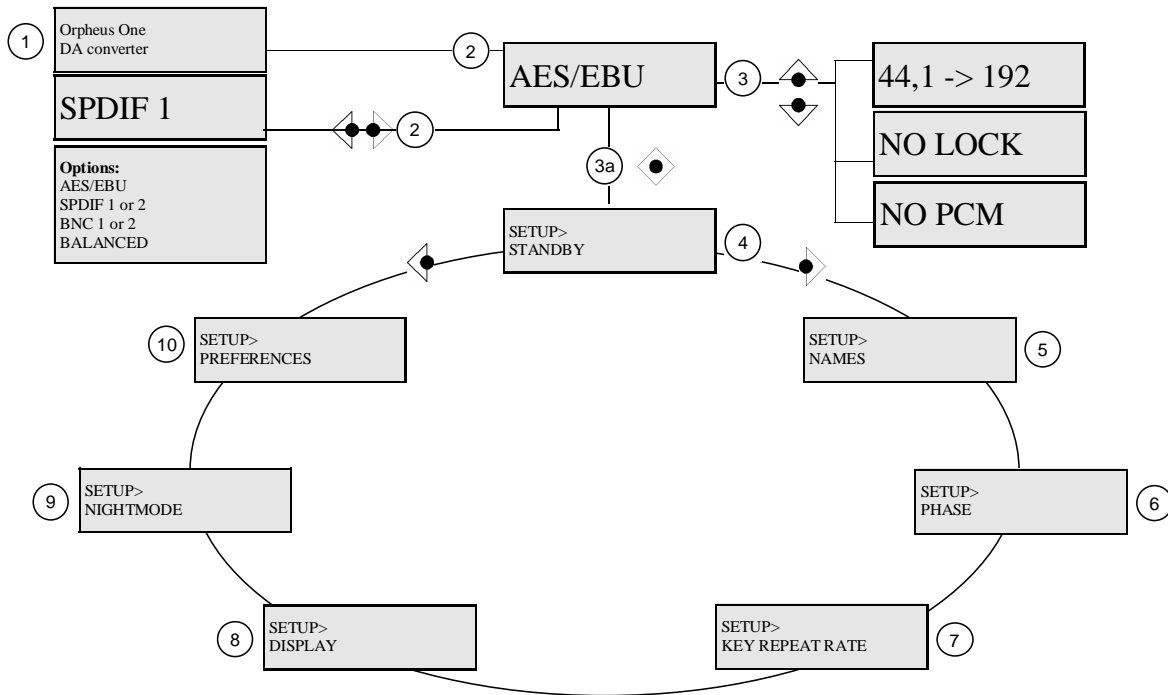 1
Orpheus One
DA converter
2
AES/EBU
3
44,1 -> 192
SPDIF 1
2
NO LOCK
Options:
AES/EBU
SPDIF 1 or 2
BNC 1 or 2
BALANCED
3a
NO PCM
SETUP>
STANDBY
4
10
SETUP>
PREFERENCES
SETUP>
NAMES
5
9
SETUP>
NIGHTMODE
SETUP>
PHASE
6
8
SETUP>
DISPLAY
SETUP>
KEY REPEAT RATE
7